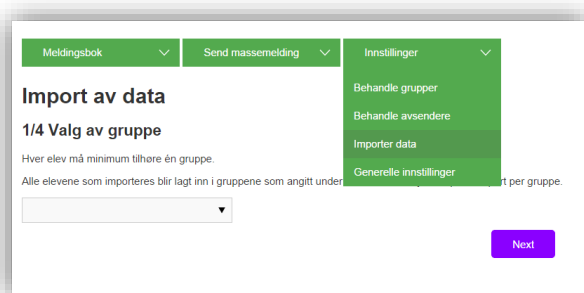 Meldingsbok
Send massemelding
Innstillinger
Behandle grupper
Behandle avsendere
Importer data
Generelle innstillinger
Import av data
1/4 Valg av gruppe
Hver elev må minimum tilhøre én gruppe.
Alle elevene som importeres blir lagt inn i gruppene som angitt under per gruppe.
Next